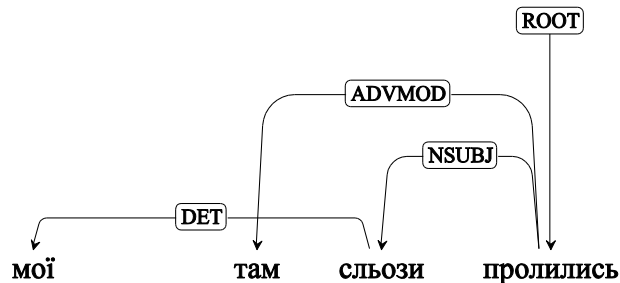 ROOT
ADVMOD
NSUBJ
DET
мої там сльози пролились